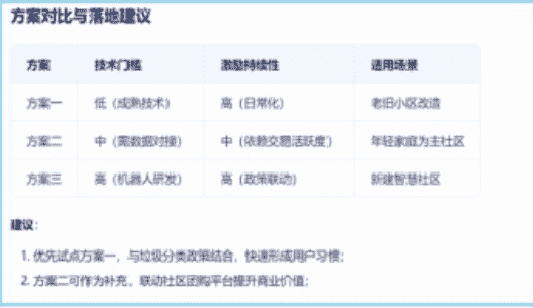 方案对比与落地建议
方案 技术门槛 激励持续性 适用场景
方案一 低（成熟技术） 高（日常化） 老旧小区改造
方案二 中（需数据对接） 中（依赖交易活跃度） 年轻家庭为主社区
方案三 高（机器人研发） 高（政策联动） 新建智慧社区
建议：
1. 优先试点方案一，与垃圾分类政策结合，快速形成用户习惯；
2. 方案二可作为补充，联动社区团购平台提升商业价值；